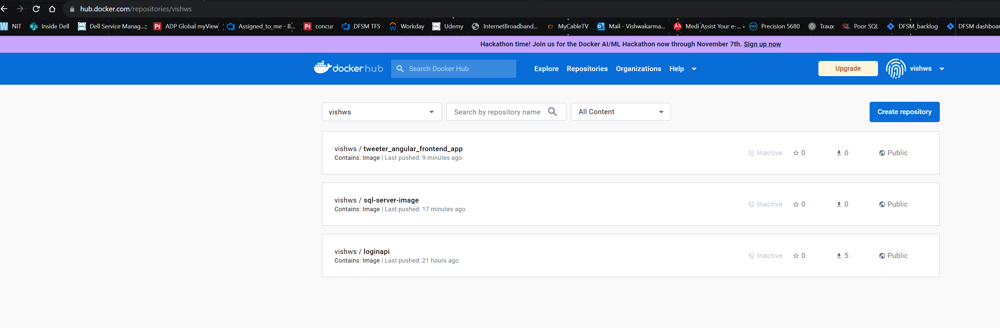 hub.docker.com/repositories/vishws
NIT Inside Dell Dell Service Manag... ADP Global myView Assigned_to_me - B... concur DFSM TFS Workday Udemy InternetBroadband... MyCableTV Mail - Vishwakarma... Medi Assist Your e-... Precision 5680 Traux Poor SQL DFSM_backlog DFSM dashboar
Hackathon time! Join us for the Docker AI/ML Hackathon now through November 7th. Sign up now
docker hub Search Docker Hub Explore Repositories Organizations Help Upgrade vishws
vishws Search by repository name All Content Create repository
vishws / tweeter_angular_frontend_app
Contains: Image | Last pushed: 9 minutes ago
Inactive 0 0 Public
vishws / sql-server-image
Contains: Image | Last pushed: 17 minutes ago
Inactive 0 0 Public
vishws / loginapi
Contains: Image | Last pushed: 21 hours ago
Inactive 0 5 Public